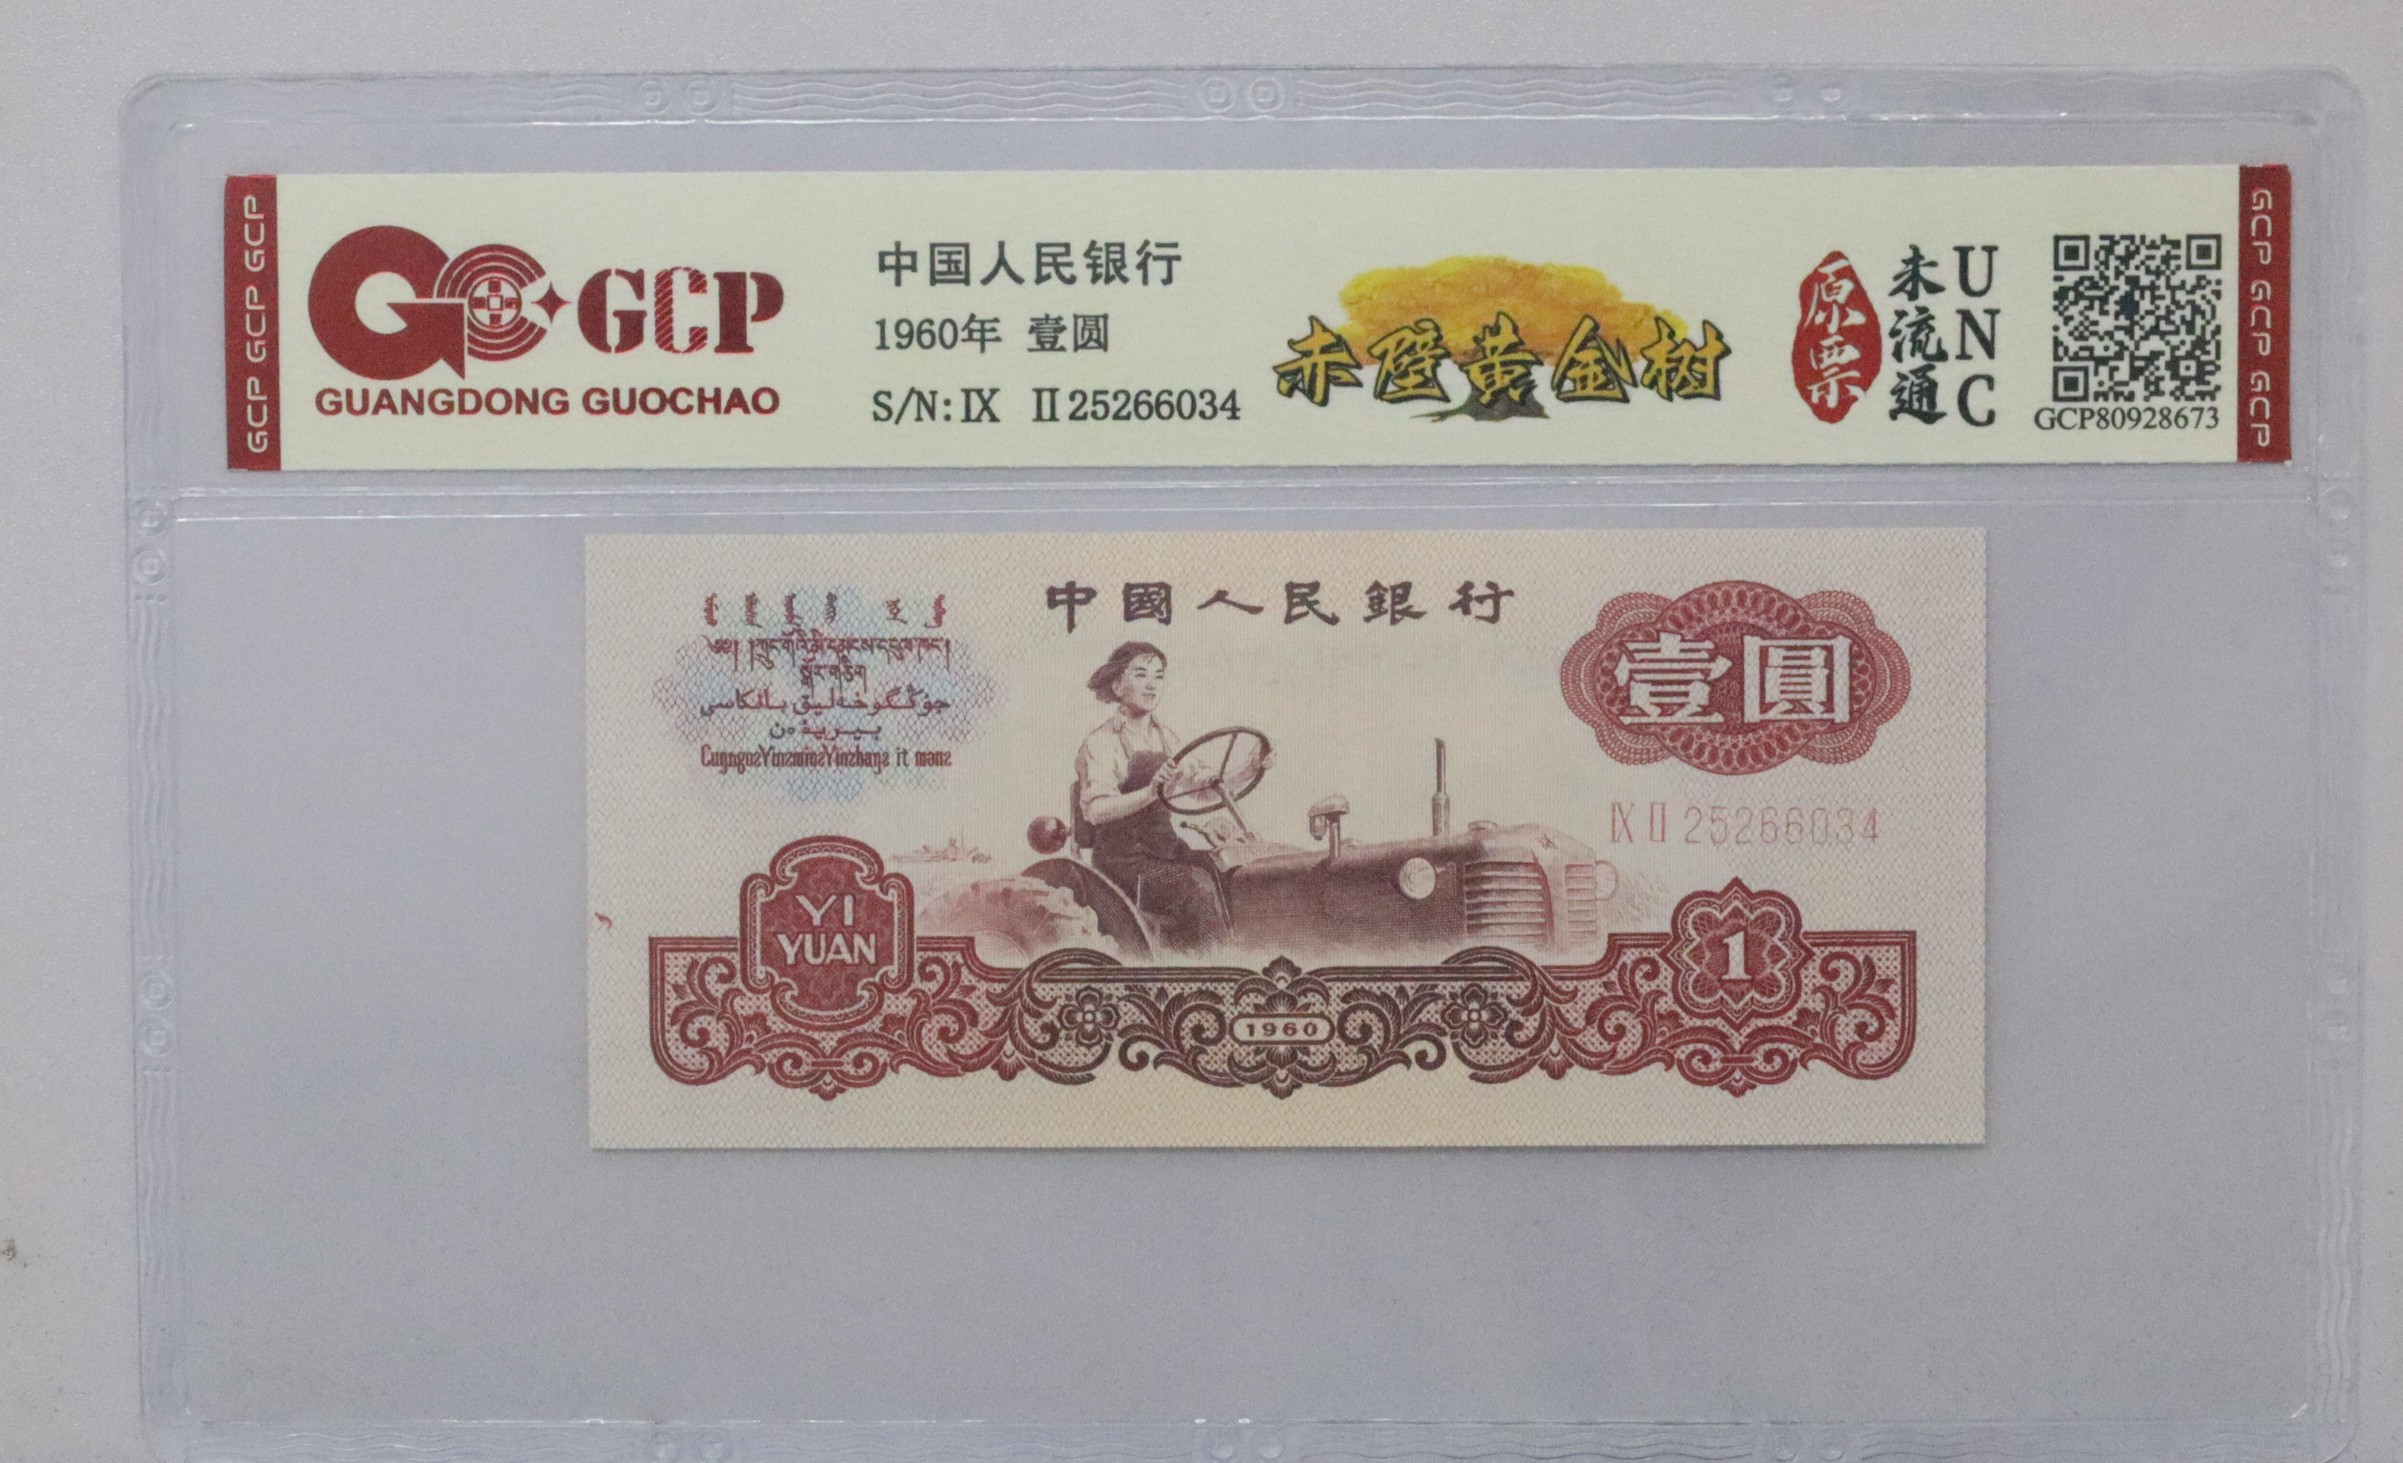 GCP GCP GCP
GCP
GUANGDONG GUOCHAO
中国人民银行
1960年 壹圆
S/N: IX II 25266034
赤壁黄金树
原票
未流通
UNC
GCP80928673
GCP GCP GCP
中國人民銀行
壹圓
IX II 25266034
YI
YUAN
1960
1